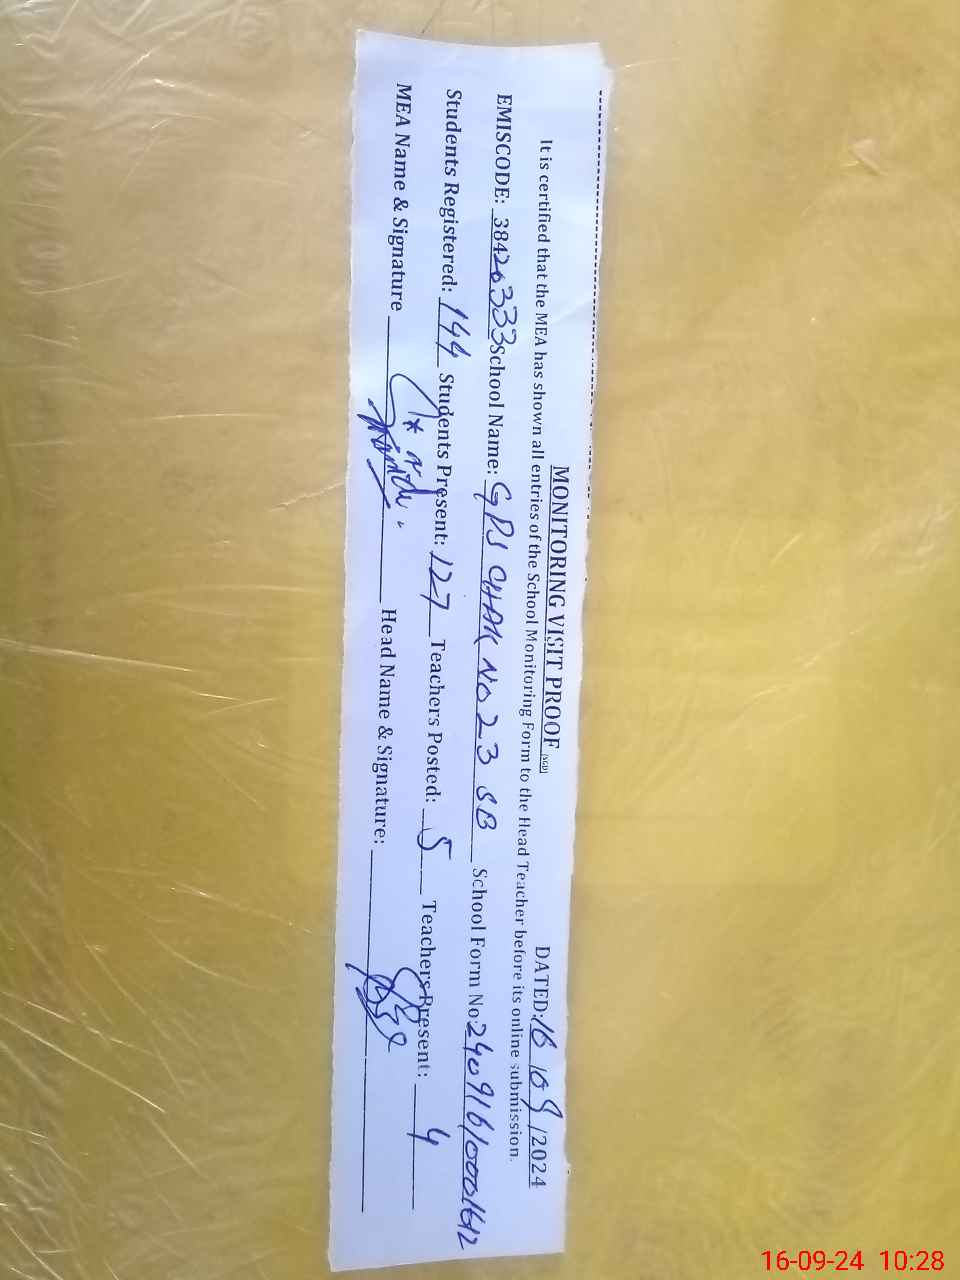 MONITORING VISIT PROOF (SGD) DATED: 16/09/2024
It is certified that the MEA has shown all entries of the School Monitoring Form to the Head Teacher before its online submission.
EMISCODE: 38420333 School Name: GPS CHAK NO 23 SB School Form No:
Students Registered: 144 Students Present: 127 Teachers Posted: 5 Teachers Present: 4
MEA Name & Signature Head Name & Signature:
16-09-24 10:28